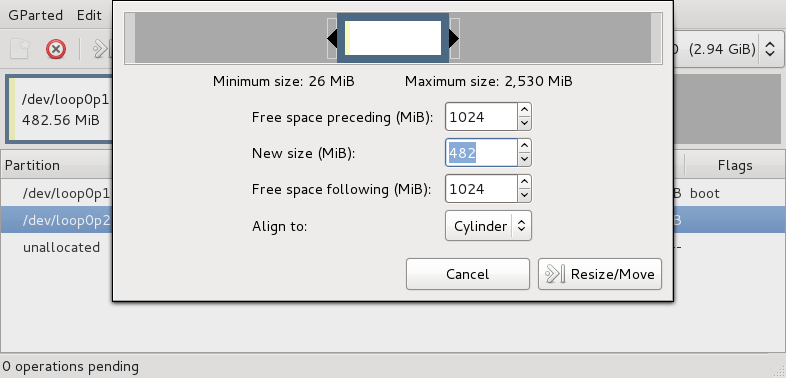 GParted Edit
0 (2.94 GiB)
/dev/loop0p1
482.56 MiB
Minimum size: 26 MiB Maximum size: 2,530 MiB
Free space preceding (MiB): 1024
New size (MiB): 482
Free space following (MiB): 1024
Align to: Cylinder
Cancel Resize/Move
Partition Flags
/dev/loop0p1 B boot
/dev/loop0p2 B
unallocated --
0 operations pending